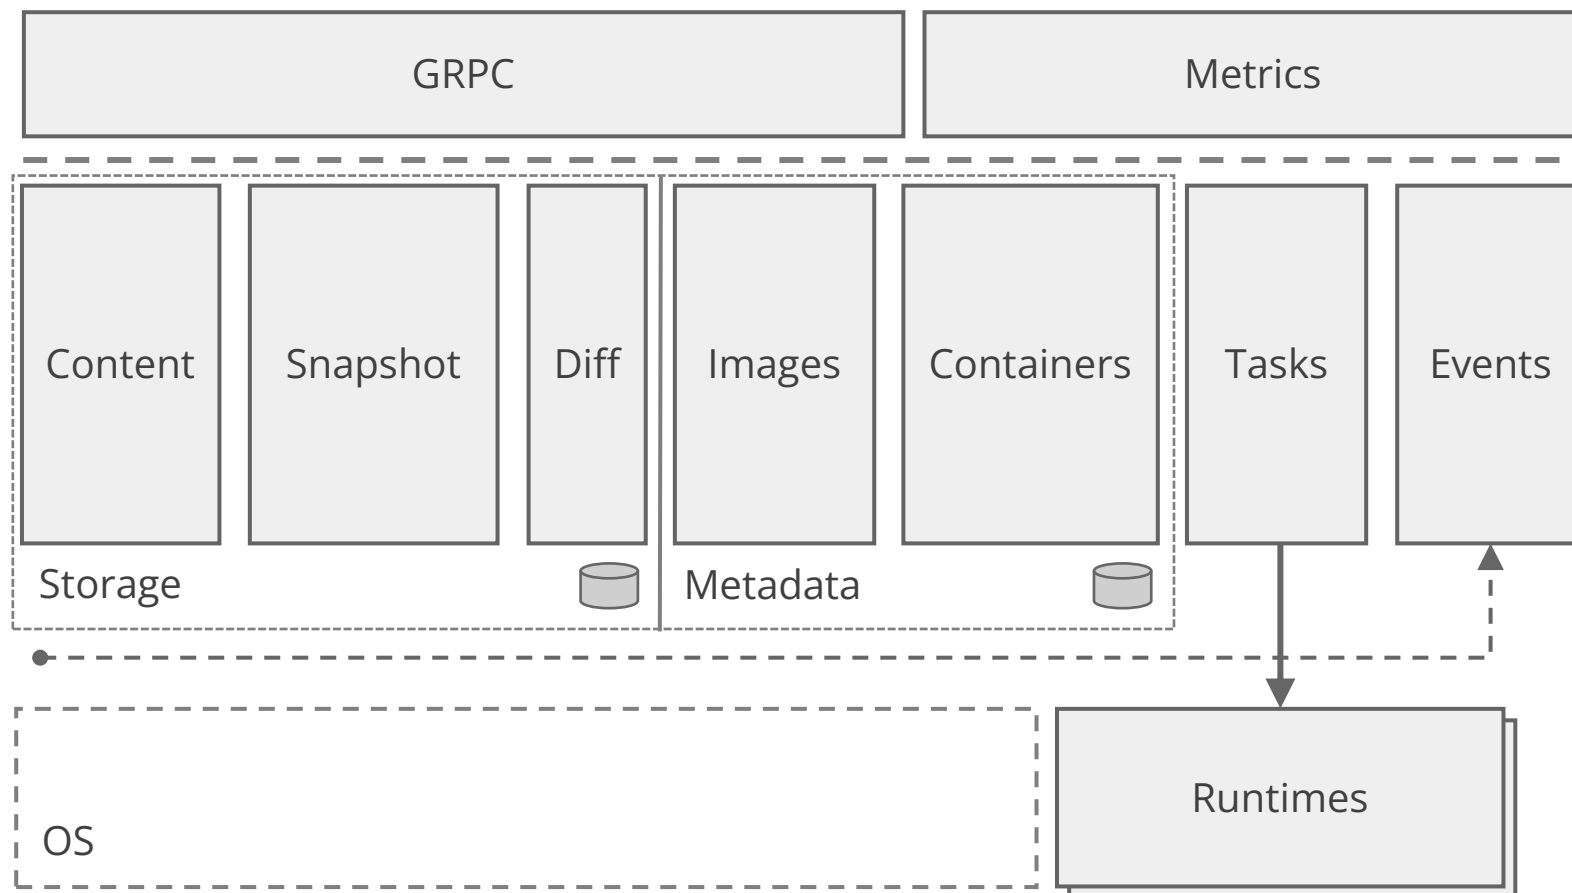 GRPC
Metrics
Content
Snapshot
Diff
Images
Containers
Tasks
Events
Storage
Metadata
OS
Runtimes